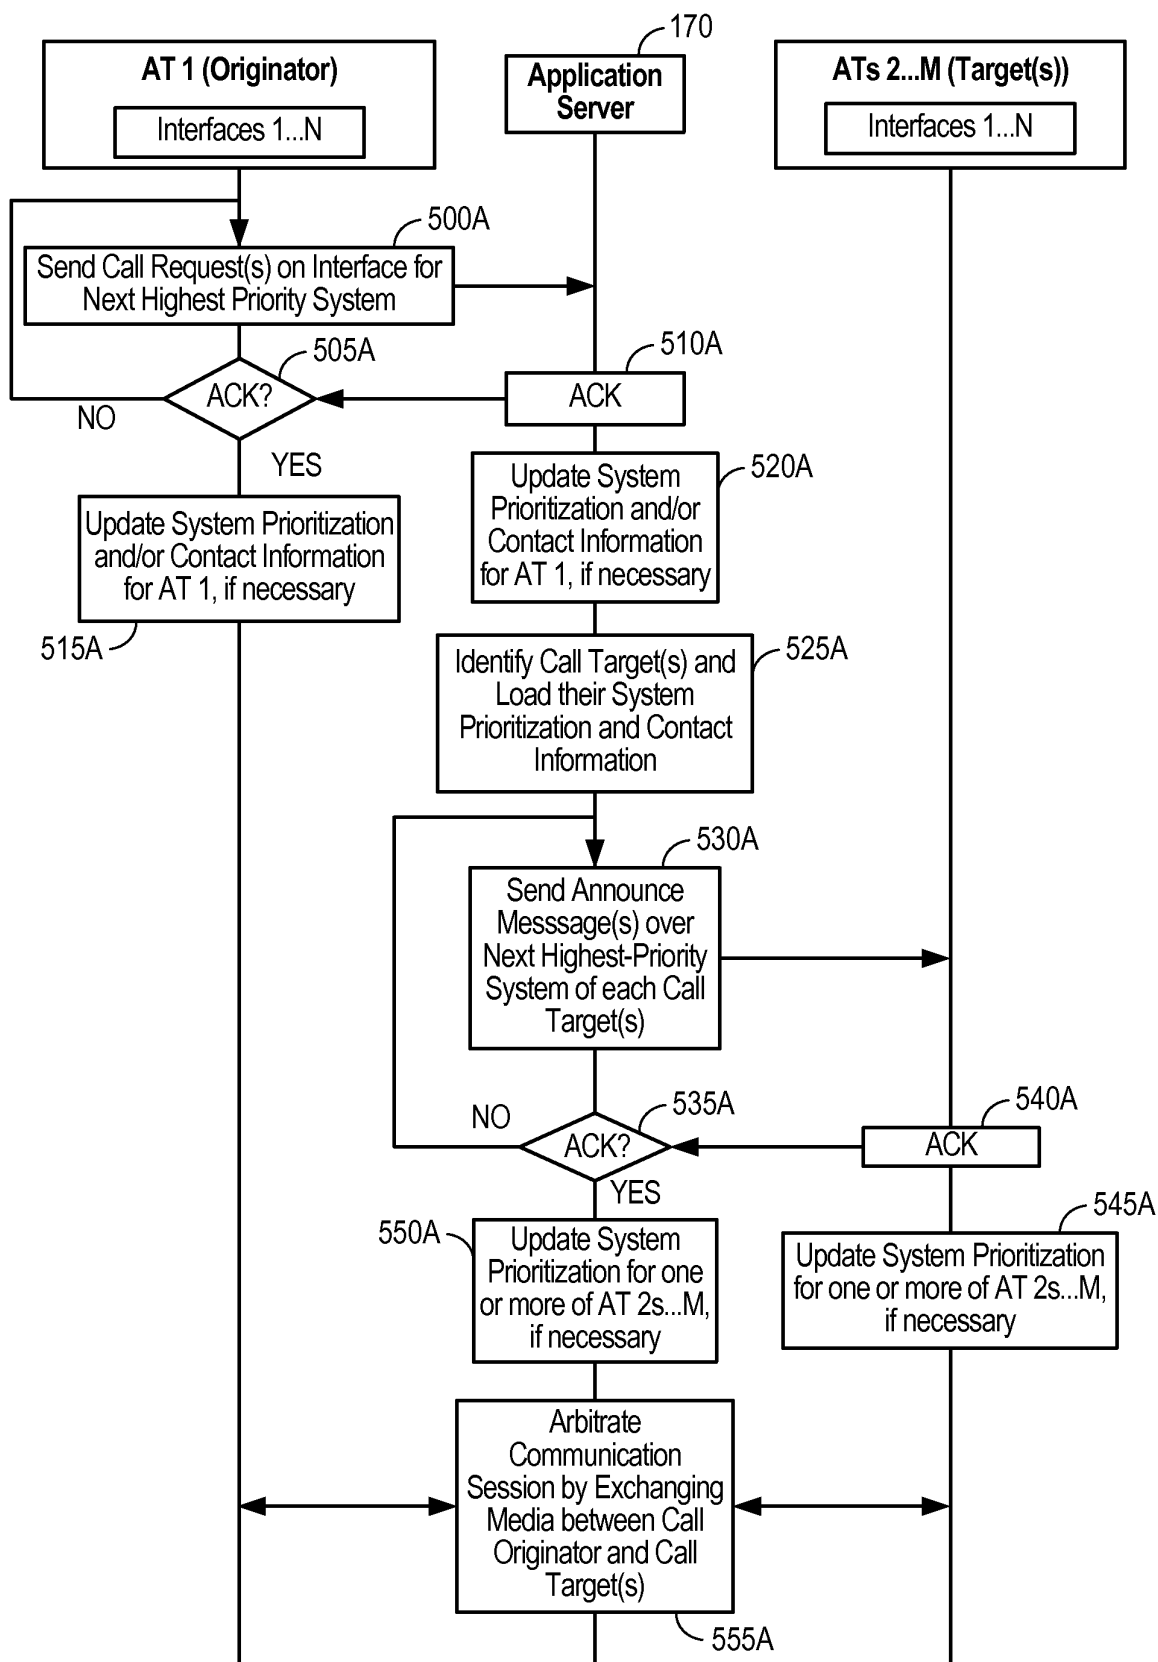 170
AT 1 (Originator)
Interfaces 1...N
Application
Server
ATs 2...M (Target(s))
Interfaces 1...N
500A
Send Call Request(s) on Interface for
Next Highest Priority System
505A
ACK?
NO
YES
510A
ACK
Update System Prioritization
and/or Contact Information
for AT 1, if necessary
515A
520A
Update System
Prioritization and/or
Contact Information
for AT 1, if necessary
525A
Identify Call Target(s) and
Load their System
Prioritization and Contact
Information
530A
Send Announce
Messsage(s) over
Next Highest-Priority
System of each Call
Target(s)
535A
ACK?
NO
YES
540A
ACK
545A
Update System Prioritization
for one or more of AT 2s...M,
if necessary
550A
Update System
Prioritization for one
or more of AT 2s...M,
if necessary
Arbitrate
Communication
Session by Exchanging
Media between Call
Originator and Call
Target(s)
555A